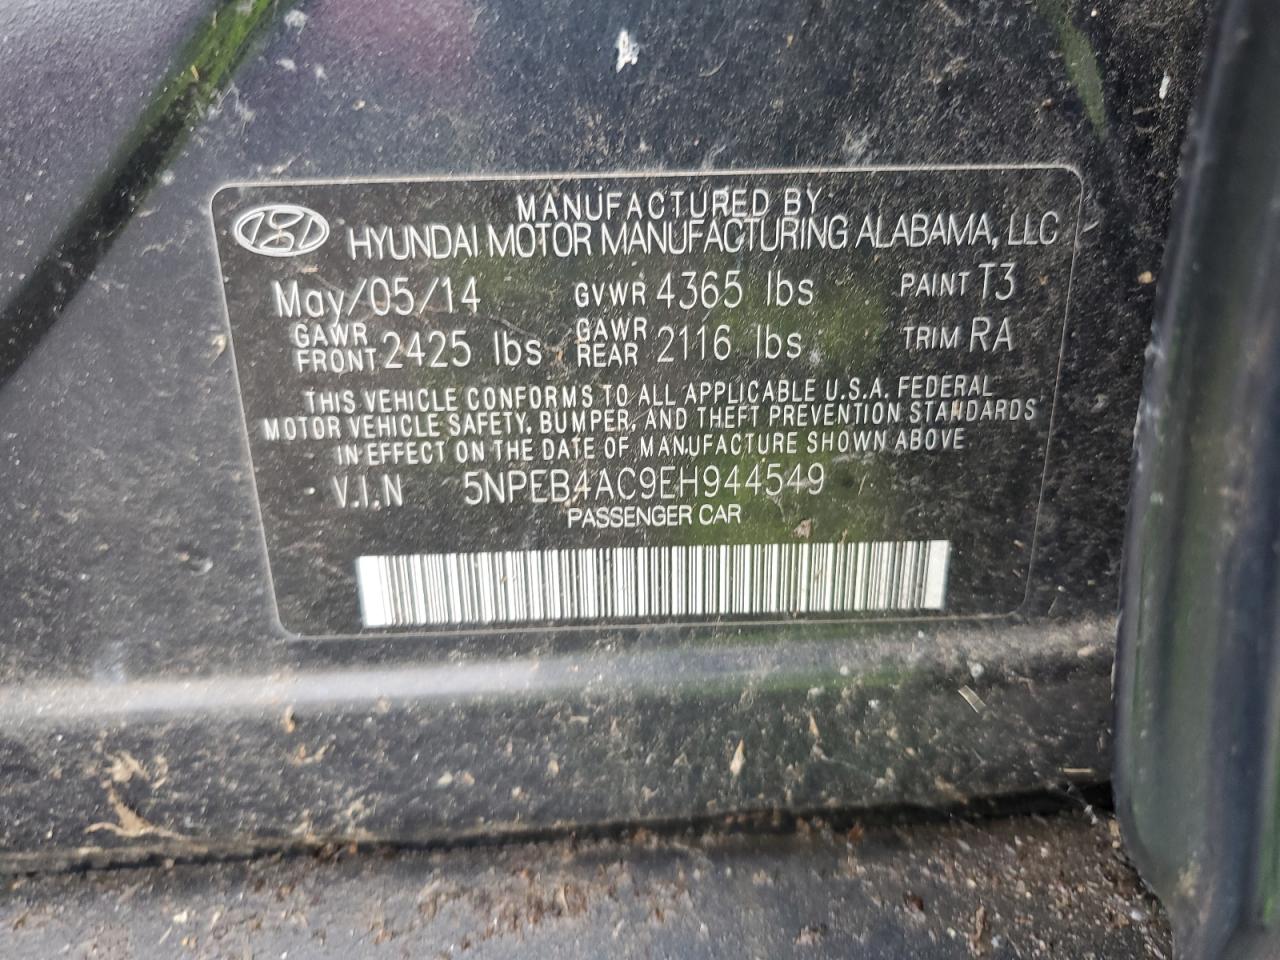 MANUFACTURED BY
HYUNDAI MOTOR MANUFACTURING ALABAMA, LLC
May/05/14 GVWR 4365 lbs PAINT T3
GAWR FRONT 2425 lbs GAWR REAR 2116 lbs TRIM RA
THIS VEHICLE CONFORMS TO ALL APPLICABLE U.S.A. FEDERAL
MOTOR VEHICLE SAFETY, BUMPER, AND THEFT PREVENTION STANDARDS
IN EFFECT ON THE DATE OF MANUFACTURE SHOWN ABOVE
V.I.N 5NPEB4AC9EH944549
PASSENGER CAR